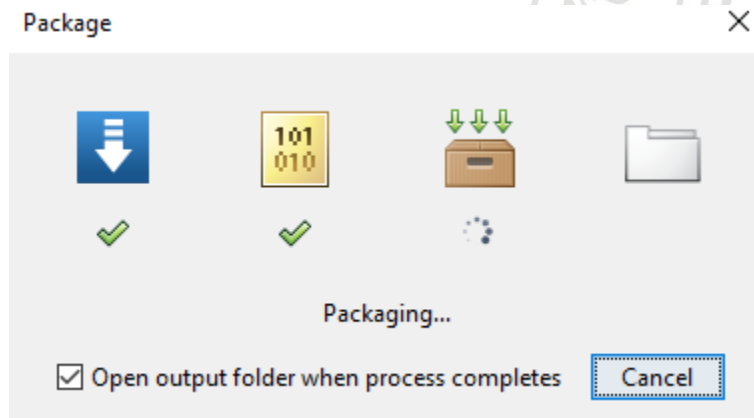 Package
101
010
Packaging...
Open output folder when process completes
Cancel